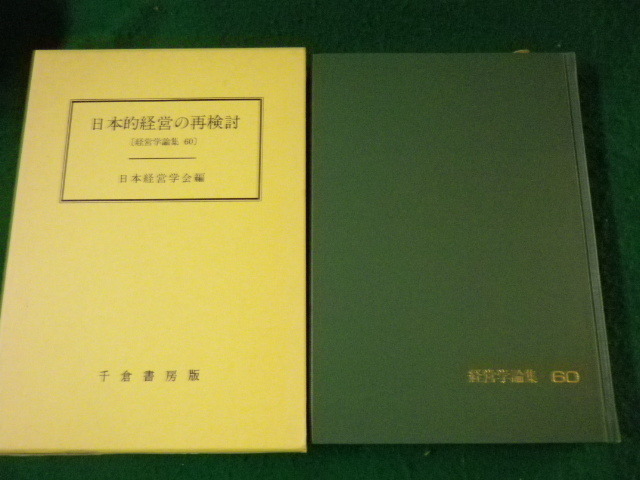 日本的経営の再検討
〔経営学論集 60〕
日本経営学会編
千倉書房版
経営学論集 60